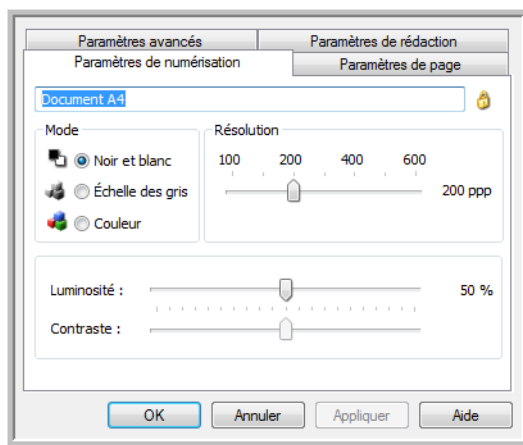 Paramètres avancés
Paramètres de rédaction
Paramètres de numérisation
Paramètres de page
Document A4
Mode
Noir et blanc
Échelle des gris
Couleur
Résolution
100 200 400 600
200 ppp
Luminosité :
50 %
Contraste :
OK
Annuler
Appliquer
Aide